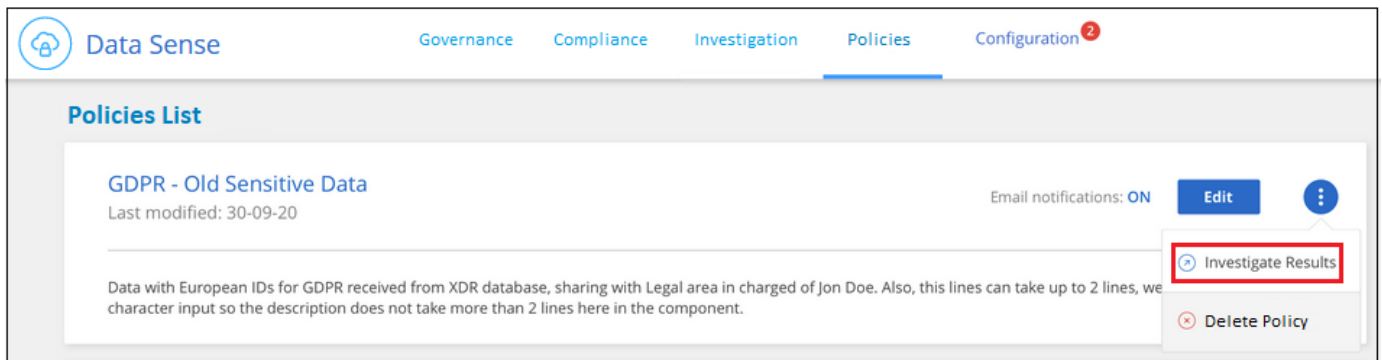 Data Sense
Governance Compliance Investigation Policies Configuration 2
Policies List
GDPR - Old Sensitive Data
Last modified: 30-09-20
Email notifications: ON Edit
Investigate Results
Data with European IDs for GDPR received from XDR database, sharing with Legal area in charged of Jon Doe. Also, this lines can take up to 2 lines, we
character input so the description does not take more than 2 lines here in the component.
Delete Policy